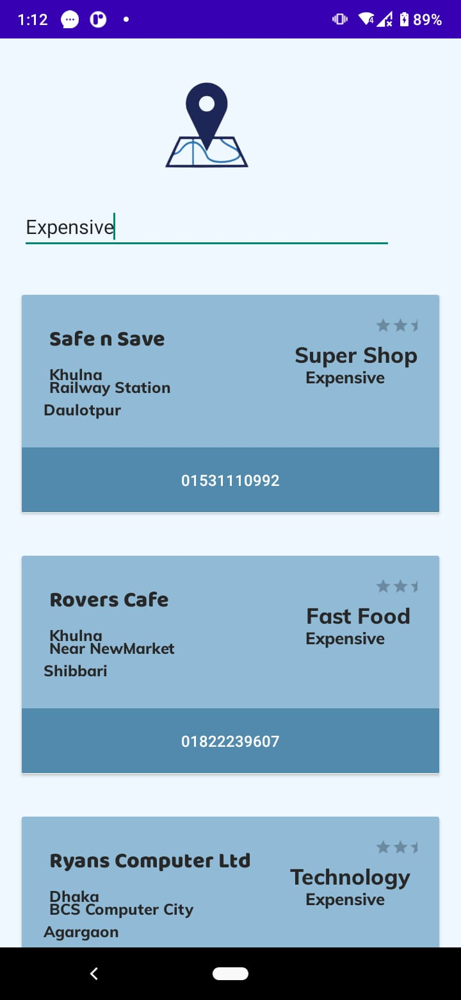 1:12
4
89%
Expensive
Safe n Save
Super Shop
Khulna
Expensive
Railway Station
Daulotpur
01531110992
Rovers Cafe
Fast Food
Khulna
Expensive
Near NewMarket
Shibbari
01822239607
Ryans Computer Ltd
Technology
Dhaka
Expensive
BCS Computer City
Agargaon